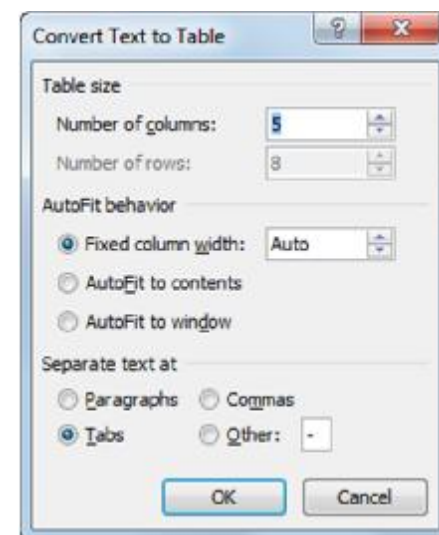 Convert Text to Table
Table size
Number of columns: 5
Number of rows: 8
AutoFit behavior
Fixed column width: Auto
AutoFit to contents
AutoFit to window
Separate text at
Paragraphs Commas
Tabs Other: -
OK Cancel